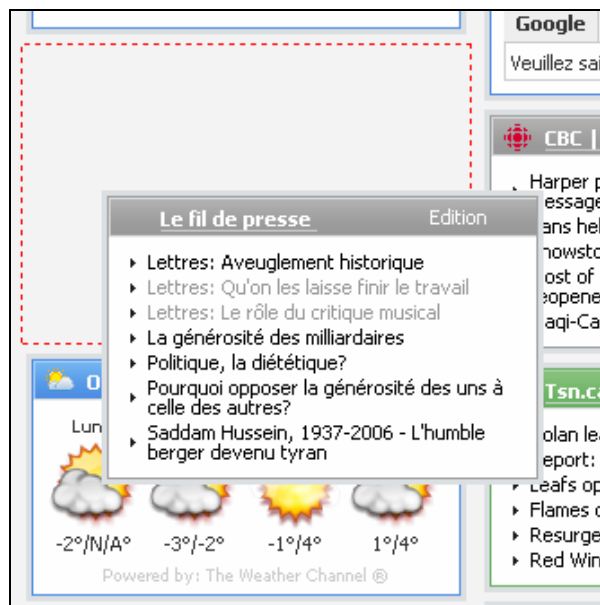 Google
Veuillez sai
CBC |
Harper p
essage
ans hel
nowsto
ost of
eopene
aqi-Ca
Le fil de presse Edition
Lettres: Aveuglement historique
Lettres: Qu'on les laisse finir le travail
Lettres: Le rôle du critique musical
La générosité des milliardaires
Politique, la diététique?
Pourquoi opposer la générosité des uns à
celle des autres?
Saddam Hussein, 1937-2006 - L'humble
berger devenu tyran
O
Lun
-2°/N/A° -3°/-2° -1°/4° 1°/4°
Powered by: The Weather Channel ®
Tsn.ca
olan lea
eport:
Leafs op
Flames
Resurge
Red Win